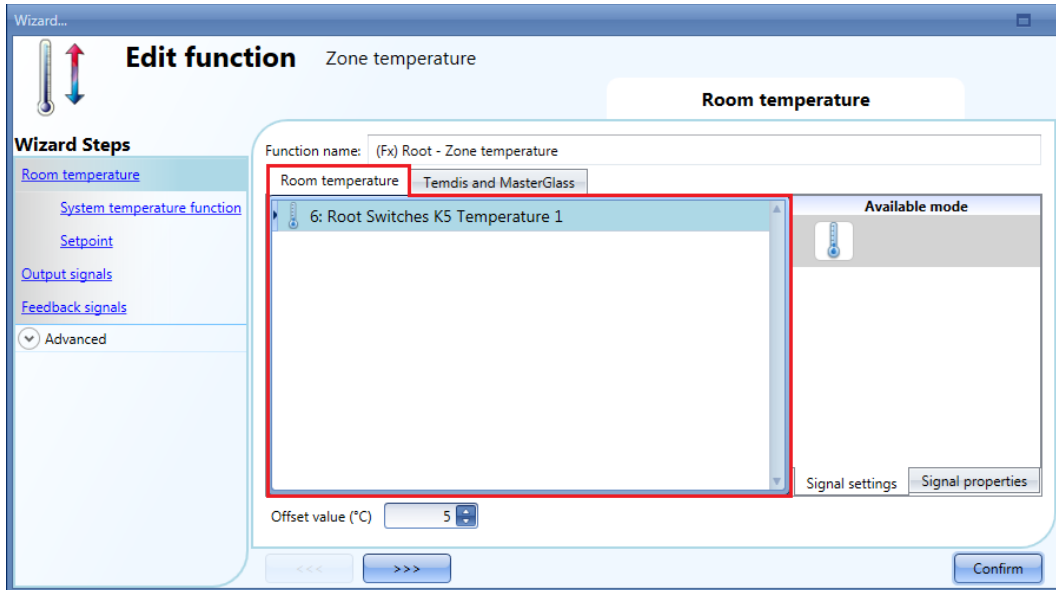 Wizard...
Edit function Zone temperature
Room temperature
Wizard Steps
Room temperature
System temperature function
Setpoint
Output signals
Feedback signals
Advanced
Function name: (Fx) Root - Zone temperature
Room temperature Temdis and MasterGlass
6: Root Switches K5 Temperature 1
Available mode
Signal settings Signal properties
Offset value (°C) 5
<<< >>> Confirm